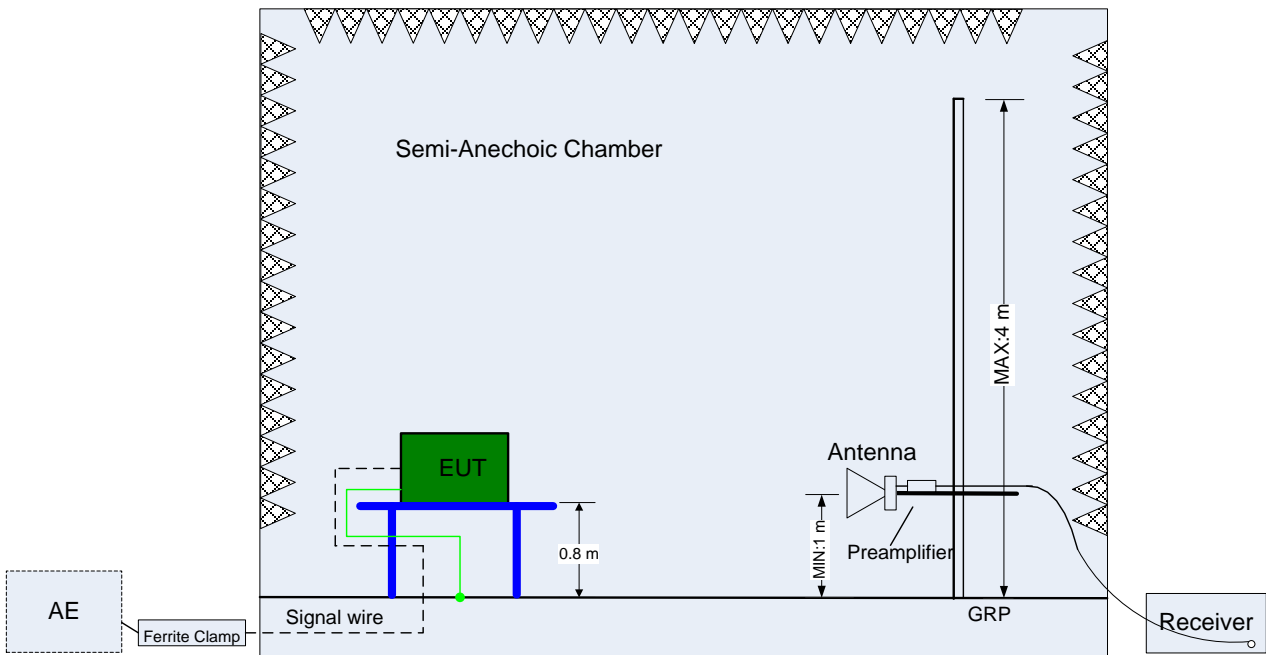 Semi-Anechoic Chamber
MAX:4 m
EUT
Antenna
0.8 m
MIN:1 m
Preamplifier
AE
Ferrite Clamp
Signal wire
GRP
Receiver